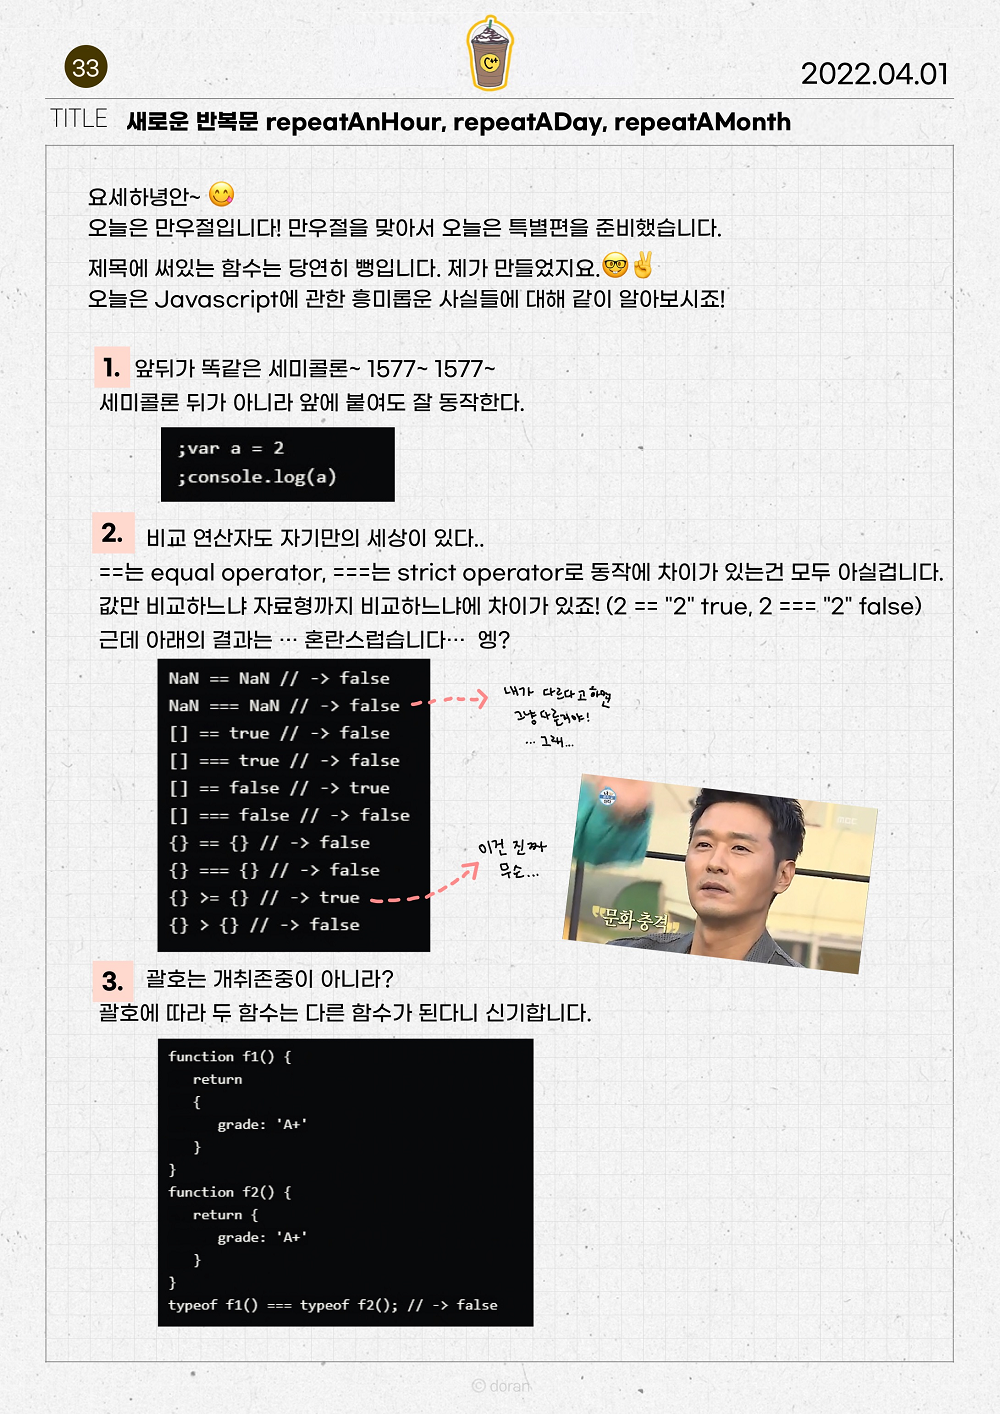 33
C++
2022.04.01
TITLE 새로운 반복문 repeatAnHour, repeatADay, repeatAMonth
요세하녕안~ 😋
오늘은 만우절입니다! 만우절을 맞아서 오늘은 특별편을 준비했습니다.
제목에 써있는 함수는 당연히 뻥입니다. 제가 만들었지요.🤓✌
오늘은 Javascript에 관한 흥미롭운 사실들에 대해 같이 알아보시죠!
1. 앞뒤가 똑같은 세미콜론~ 1577~ 1577~
세미콜론 뒤가 아니라 앞에 붙여도 잘 동작한다.
;var a = 2
;console.log(a)
2. 비교 연산자도 자기만의 세상이 있다..
==는 equal operator, ===는 strict operator로 동작에 차이가 있는건 모두 아실겁니다.
값만 비교하느냐 자료형까지 비교하느냐에 차이가 있죠! (2 == "2" true, 2 === "2" false)
근데 아래의 결과는 … 혼란스럽습니다… 엥?
NaN == NaN // -> false
NaN === NaN // -> false
[] == true // -> false
[] === true // -> false
[] == false // -> true
[] === false // -> false
{} == {} // -> false
{} === {} // -> false
{} >= {} // -> true
{} > {} // -> false
내가 다르다고하면
그냥다른거야!
... 그래...
이건 진짜
무슨...
MBC
"문화 충격"
3. 괄호는 개취존중이 아니라?
괄호에 따라 두 함수는 다른 함수가 된다니 신기합니다.
function f1() {
return
{
grade: 'A+'
}
}
function f2() {
return {
grade: 'A+'
}
}
typeof f1() === typeof f2(); // -> false
© doran